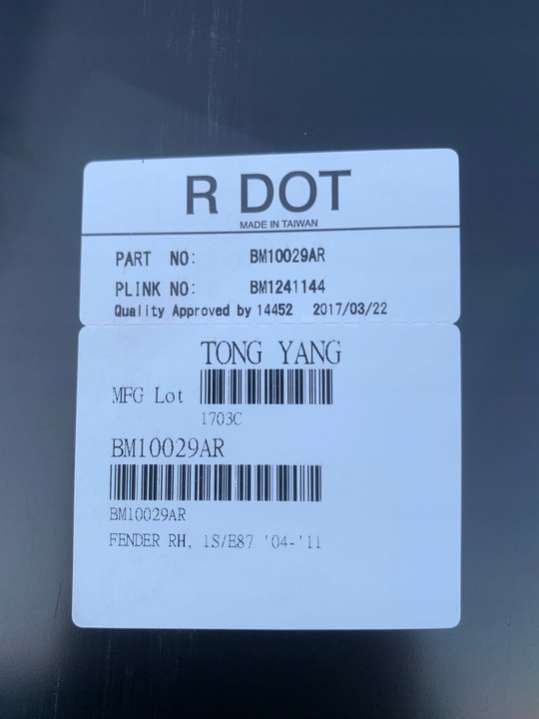 R DOT
MADE IN TAIWAN
PART NO: BM10029AR
PLINK NO: BM1241144
Quality Approved by 14452 2017/03/22
TONG YANG
MFG Lot
1703C
BM10029AR
BM10029AR
FENDER RH, 1S/E87 '04-'11